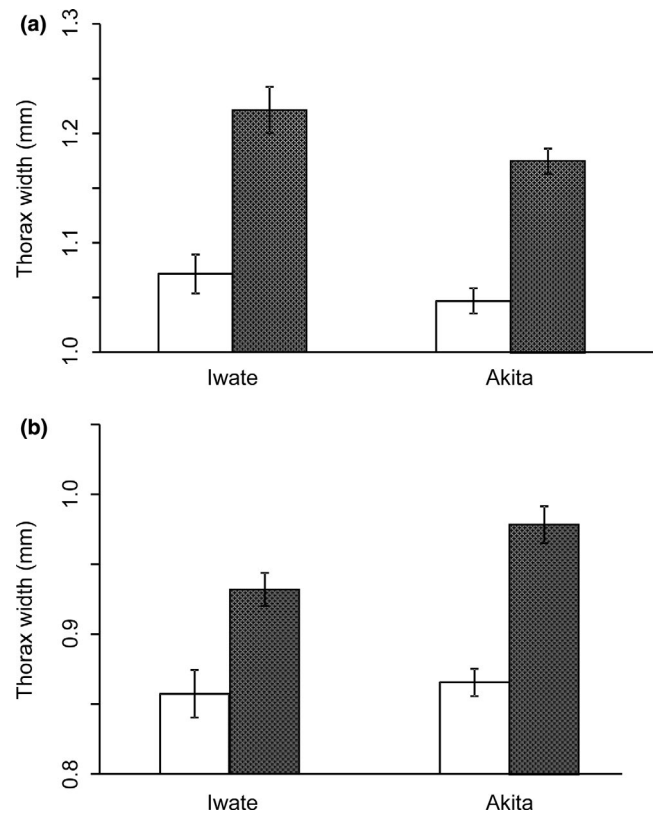 (a)
1.3
1.2
1.1
1.0
Thorax width (mm)
Iwate Akita
(b)
1.0
0.9
0.8
Thorax width (mm)
Iwate Akita